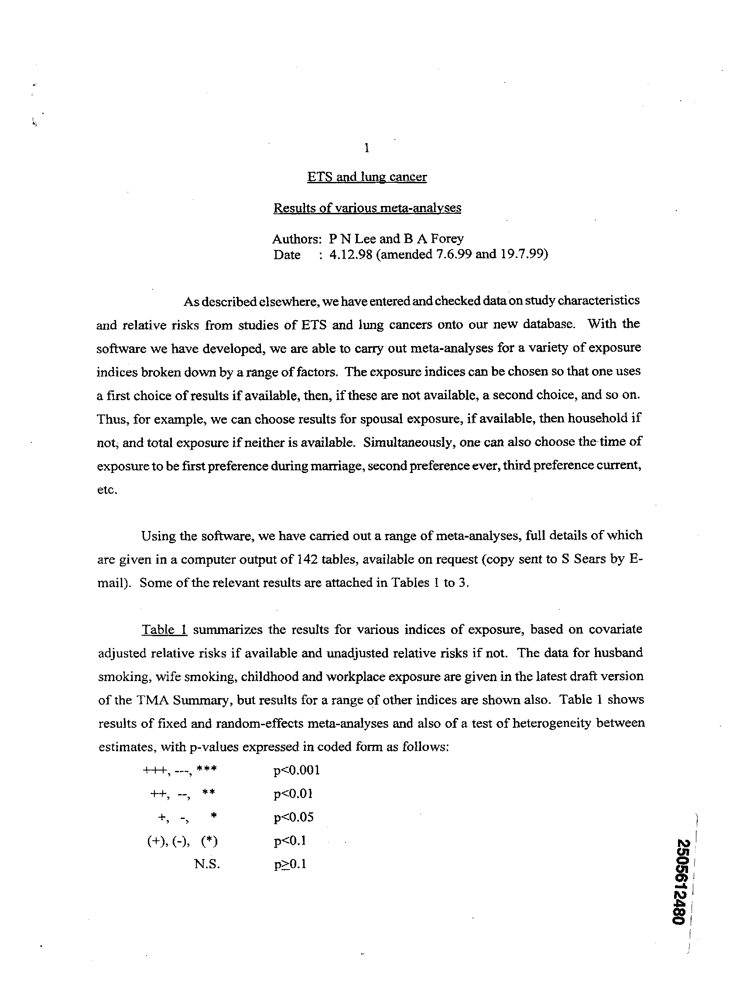 1
ETS and lung cancer
Results of various meta-analyses
Authors: P N Lee and B A Forey
Date : 4.12.98 (amended 7.6.99 and 19.7.99)
As described elsewhere, we have entered and checked data on study characteristics
and relative risks from studies of ETS and lung cancers onto our new database. With the
software we have developed, we are able to carry out meta-analyses for a variety of exposure
indices broken down by a range of factors. The exposure indices can be chosen so that one uses
a first choice of results if available, then, if these are not available, a second choice, and so on.
Thus, for example, we can choose results for spousal exposure, if available, then household if
not, and total exposure if neither is available. Simultaneously, one can also choose the time of
exposure to be first preference during marriage, second preference ever, third preference current,
etc.
Using the software, we have carried out a range of meta-analyses, full details of which
are given in a computer output of 142 tables, available on request (copy sent to S Sears by E-
mail). Some of the relevant results are attached in Tables 1 to 3.
Table 1 summarizes the results for various indices of exposure, based on covariate
adjusted relative risks if available and unadjusted relative risks if not. The data for husband
smoking, wife smoking, childhood and workplace exposure are given in the latest draft version
of the TMA Summary, but results for a range of other indices are shown also. Table 1 shows
results of fixed and random-effects meta-analyses and also of a test of heterogeneity between
estimates, with p-values expressed in coded form as follows:
+++, ---, *** p<0.001
++, --, ** p<0.01
+, -, * p<0.05
(+), (-), (*) p<0.1
N.S. p≥0.1
2505612480